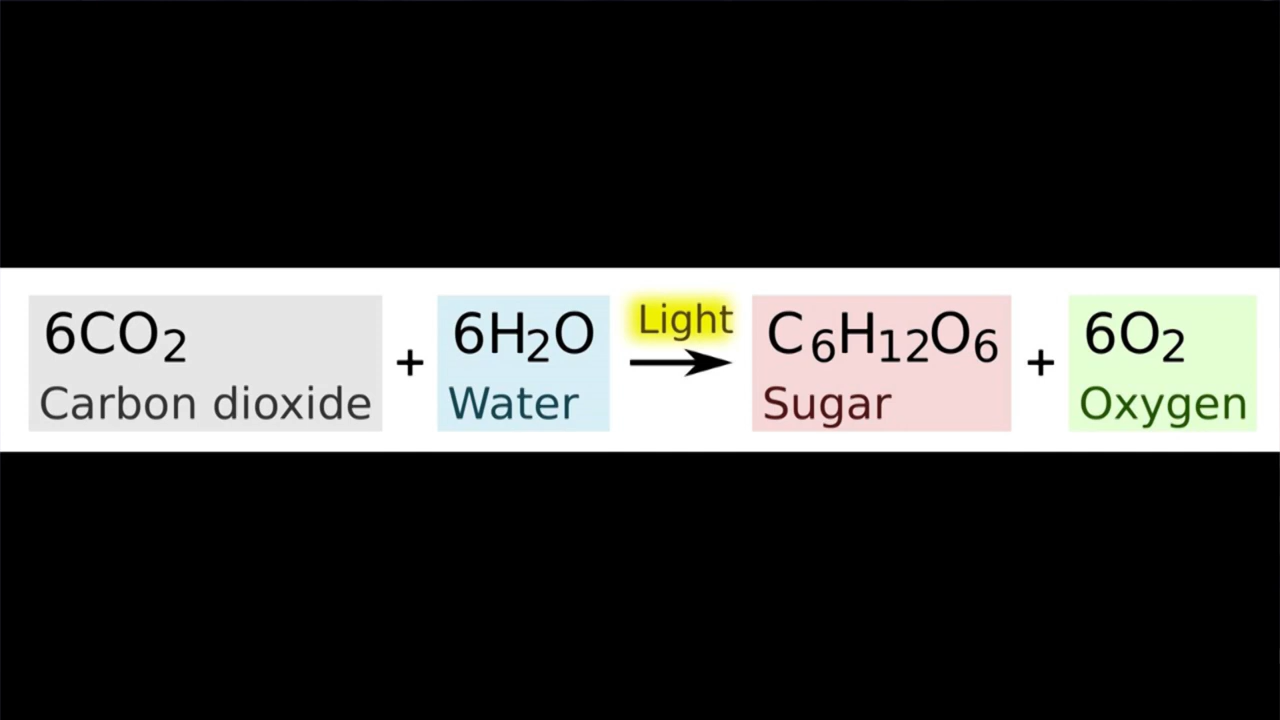 6CO₂ + 6H₂O Light → C₆H₁₂O₆ + 6O₂
Carbon dioxide Water Sugar Oxygen